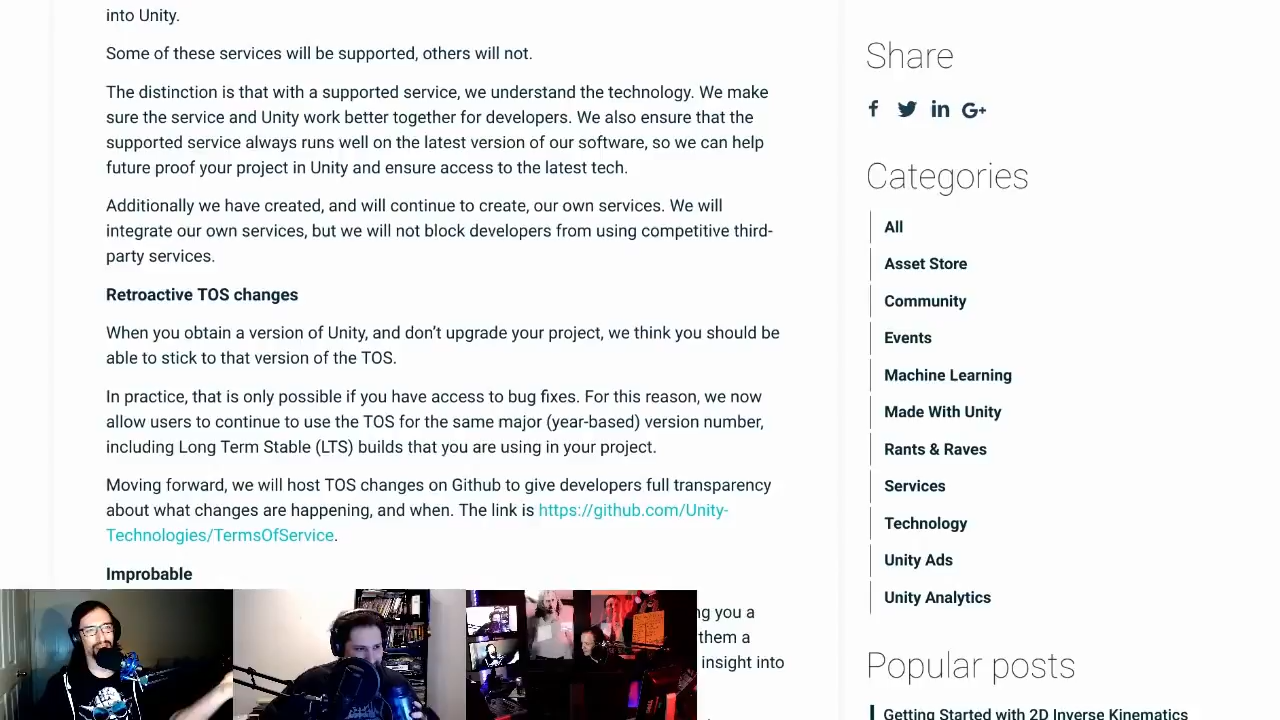 into Unity.
Some of these services will be supported, others will not.
The distinction is that with a supported service, we understand the technology. We make
sure the service and Unity work better together for developers. We also ensure that the
supported service always runs well on the latest version of our software, so we can help
future proof your project in Unity and ensure access to the latest tech.
Additionally we have created, and will continue to create, our own services. We will
integrate our own services, but we will not block developers from using competitive third-
party services.
Retroactive TOS changes
When you obtain a version of Unity, and don’t upgrade your project, we think you should be
able to stick to that version of the TOS.
In practice, that is only possible if you have access to bug fixes. For this reason, we now
allow users to continue to use the TOS for the same major (year-based) version number,
including Long Term Stable (LTS) builds that you are using in your project.
Moving forward, we will host TOS changes on Github to give developers full transparency
about what changes are happening, and when. The link is https://github.com/Unity-
Technologies/TermsOfService.
Improbable
you a
them a
insight into
Share
f in G+
Categories
All
Asset Store
Community
Events
Machine Learning
Made With Unity
Rants & Raves
Services
Technology
Unity Ads
Unity Analytics
Popular posts
Getting Started with 2D Inverse Kinematics